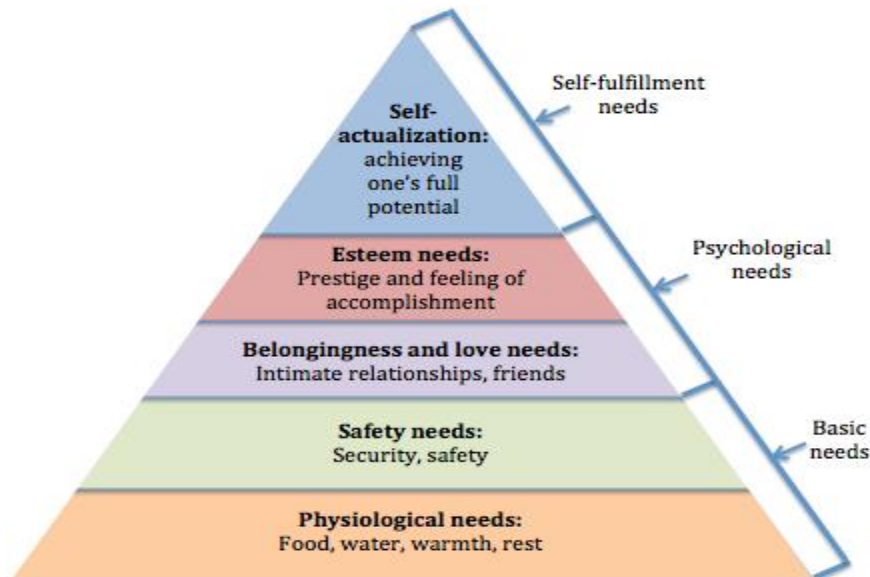 Self-
actualization:
achieving
one's full
potential
Esteem needs:
Prestige and feeling of
accomplishment
Belongingness and love needs:
Intimate relationships, friends
Safety needs:
Security, safety
Physiological needs:
Food, water, warmth, rest
Self-fulfillment
needs
Psychological
needs
Basic
needs